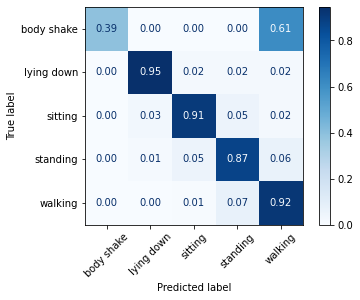 body shake 0.39 0.00 0.00 0.00 0.61
lying down 0.00 0.95 0.02 0.02 0.02
sitting 0.00 0.03 0.91 0.05 0.02
standing 0.00 0.01 0.05 0.87 0.06
walking 0.00 0.00 0.01 0.07 0.92
True label
body shake
lying down
sitting
standing
walking
Predicted label
0.8
0.6
0.4
0.2
0.0